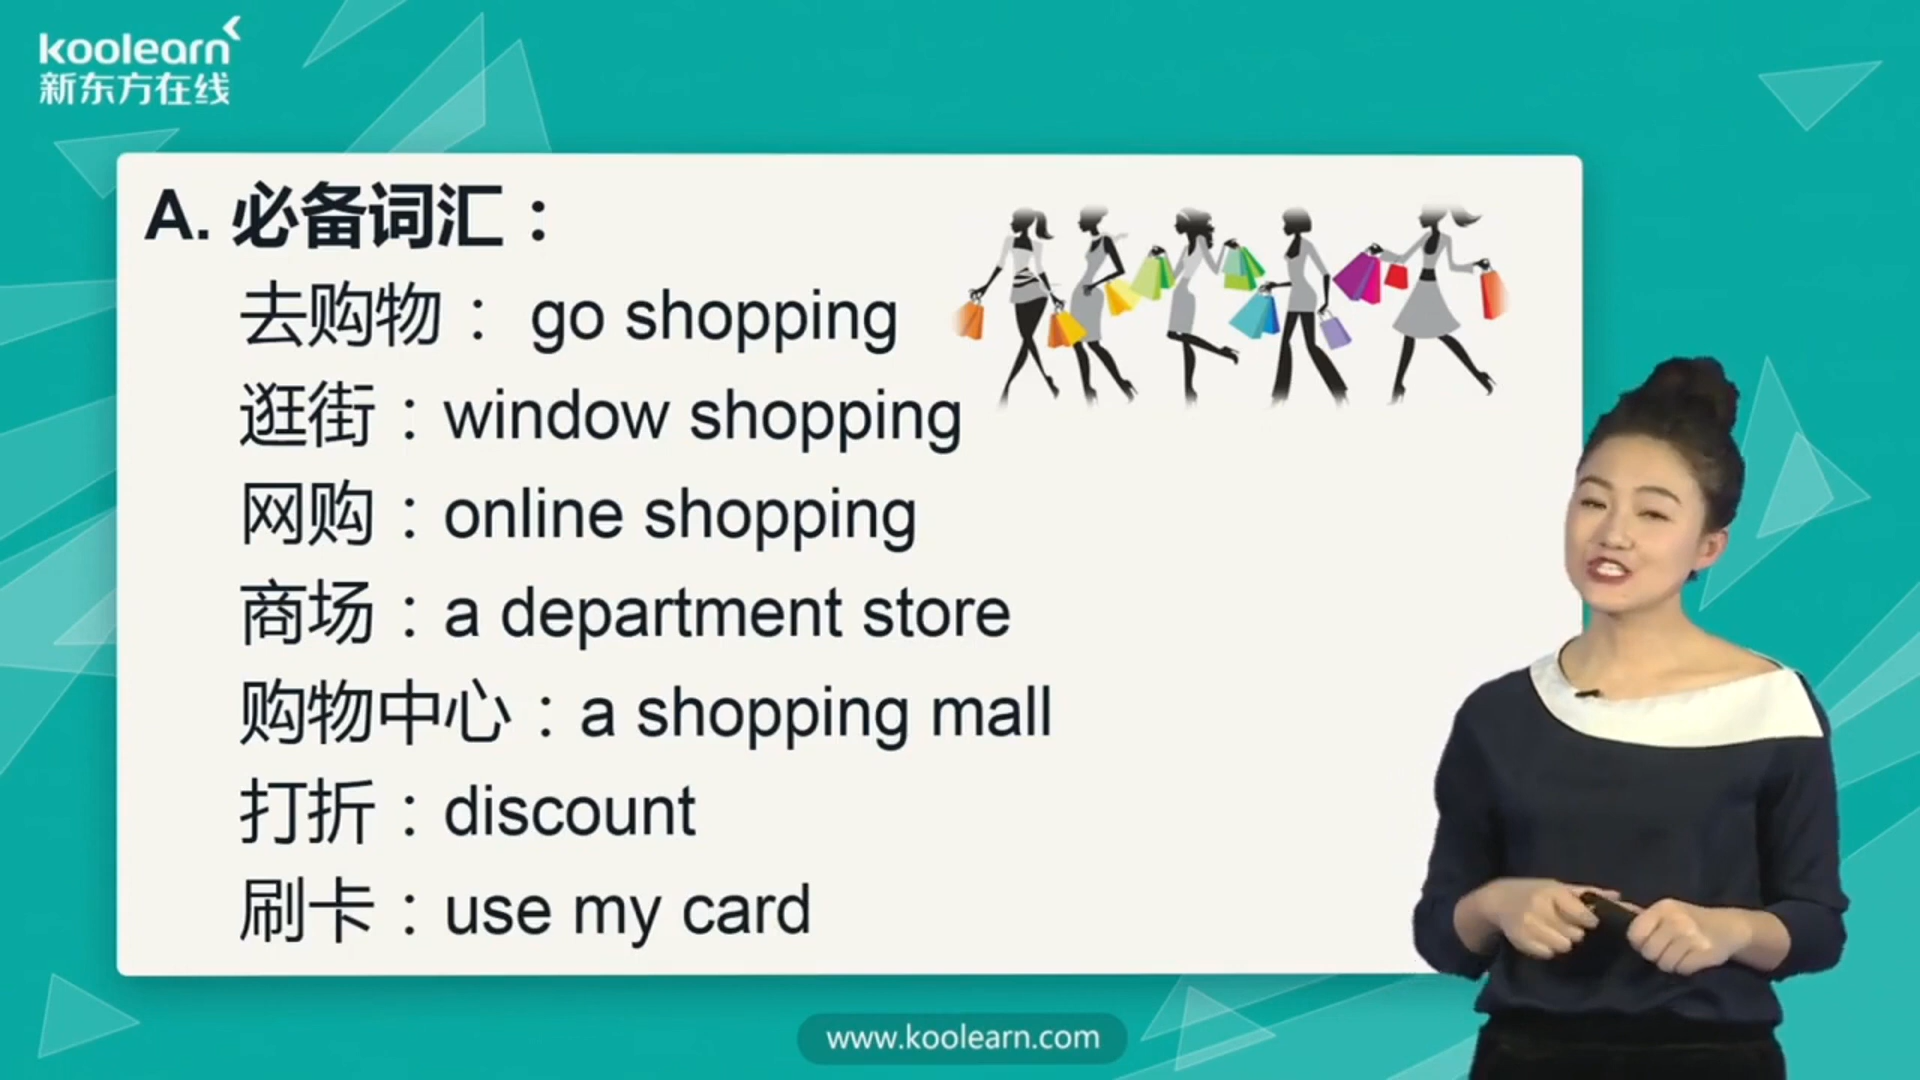 koolearn
新东方在线
A. 必备词汇：
去购物： go shopping
逛街：window shopping
网购：online shopping
商场：a department store
购物中心：a shopping mall
打折：discount
刷卡：use my card
www.koolearn.com